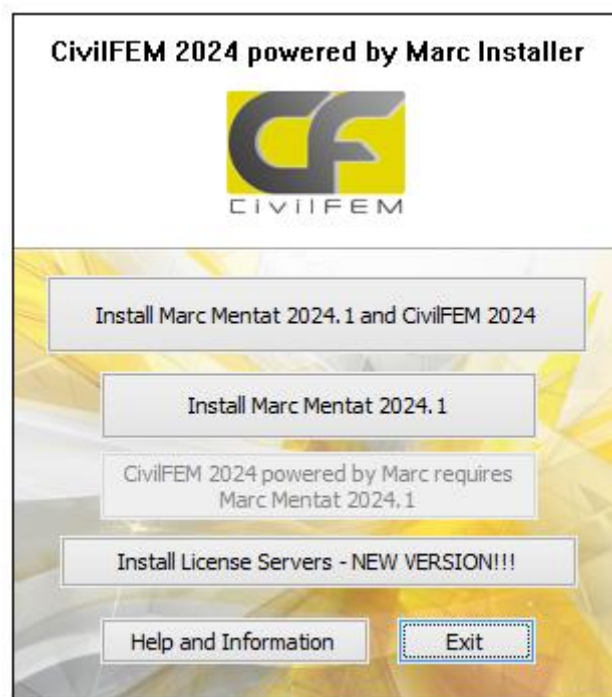 CivilFEM 2024 powered by Marc Installer
CF
CivilFEM
Install Marc Mentat 2024.1 and CivilFEM 2024
Install Marc Mentat 2024.1
CivilFEM 2024 powered by Marc requires
Marc Mentat 2024.1
Install License Servers - NEW VERSION!!!
Help and Information
Exit